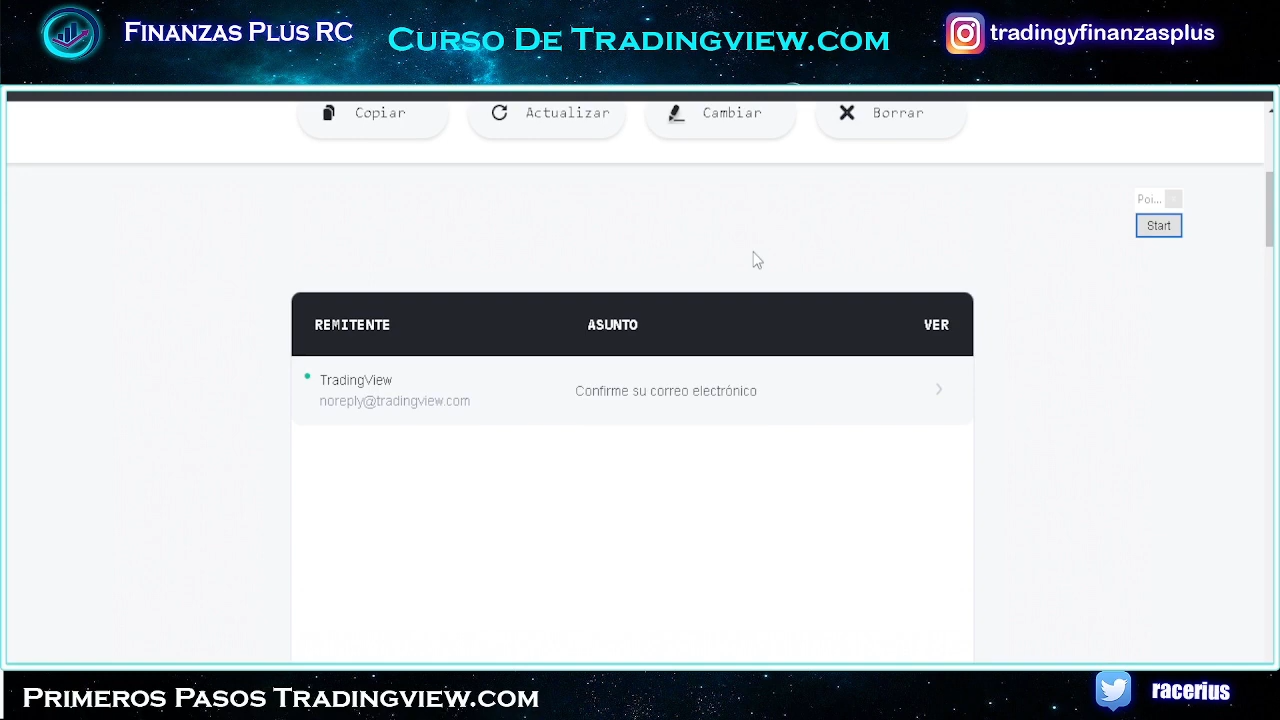 FINANZAS PLUS RC
CURSO DE TRADINGVIEW.COM
tradingyfinanzasplus
Copiar
Actualizar
Cambiar
Borrar
Poi...
x
Start
REMITENTE
ASUNTO
VER
TradingView
noreply@tradingview.com
Confirme su correo electrónico
PRIMEROS PASOS TRADINGVIEW.COM
racerius